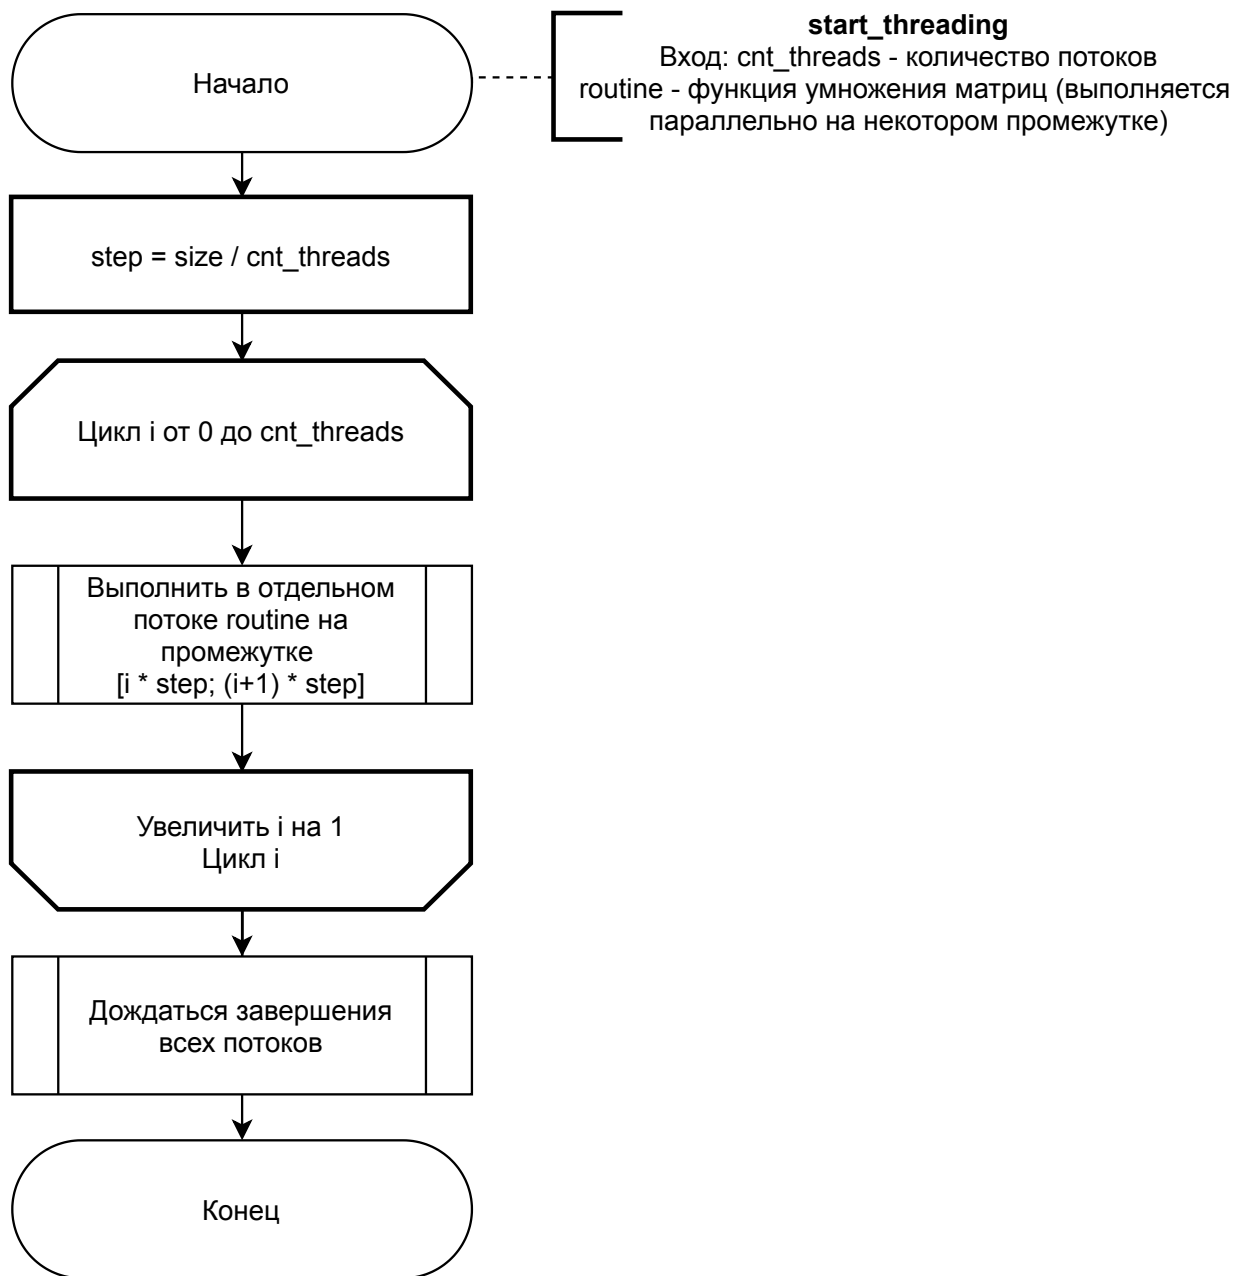 Начало
start_threading
Вход: cnt_threads - количество потоков
routine - функция умножения матриц (выполняется
параллельно на некотором промежутке)
step = size / cnt_threads
Цикл i от 0 до cnt_threads
Выполнить в отдельном
потоке routine на
промежутке
[i * step; (i+1) * step]
Увеличить i на 1
Цикл i
Дождаться завершения
всех потоков
Конец